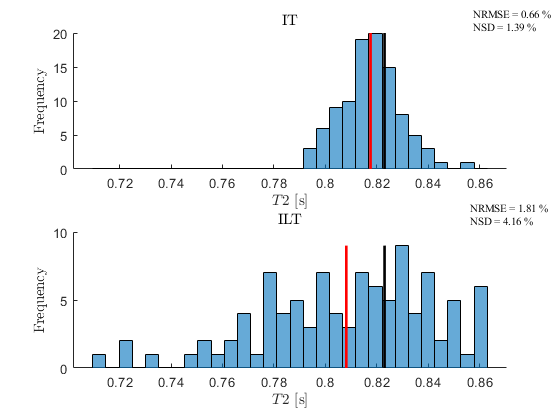 IT
NRMSE = 0.66 %
NSD = 1.39 %
Frequency
20
15
10
5
0
0.72 0.74 0.76 0.78 0.8 0.82 0.84 0.86
T2 [s]
ILT
NRMSE = 1.81 %
NSD = 4.16 %
Frequency
10
5
0
0.72 0.74 0.76 0.78 0.8 0.82 0.84 0.86
T2 [s]